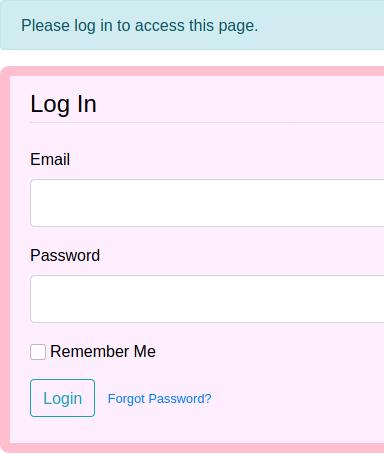 Please log in to access this page.
Log In
Email
Password
Remember Me
Login Forgot Password?